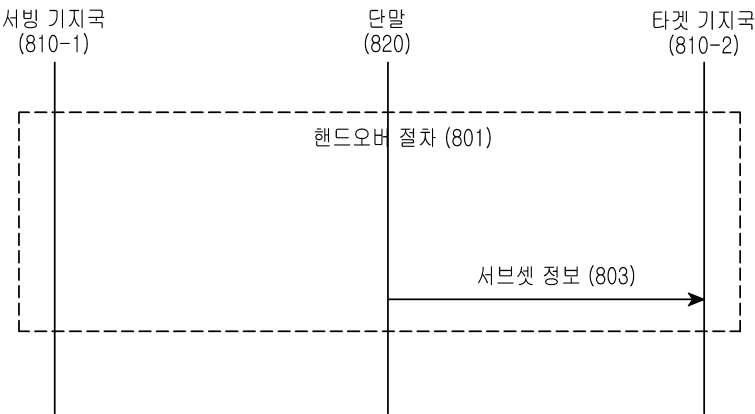 서빙 기지국
(810-1)
단말
(820)
타겟 기지국
(810-2)
핸드오버 절차 (801)
서브셋 정보 (803)